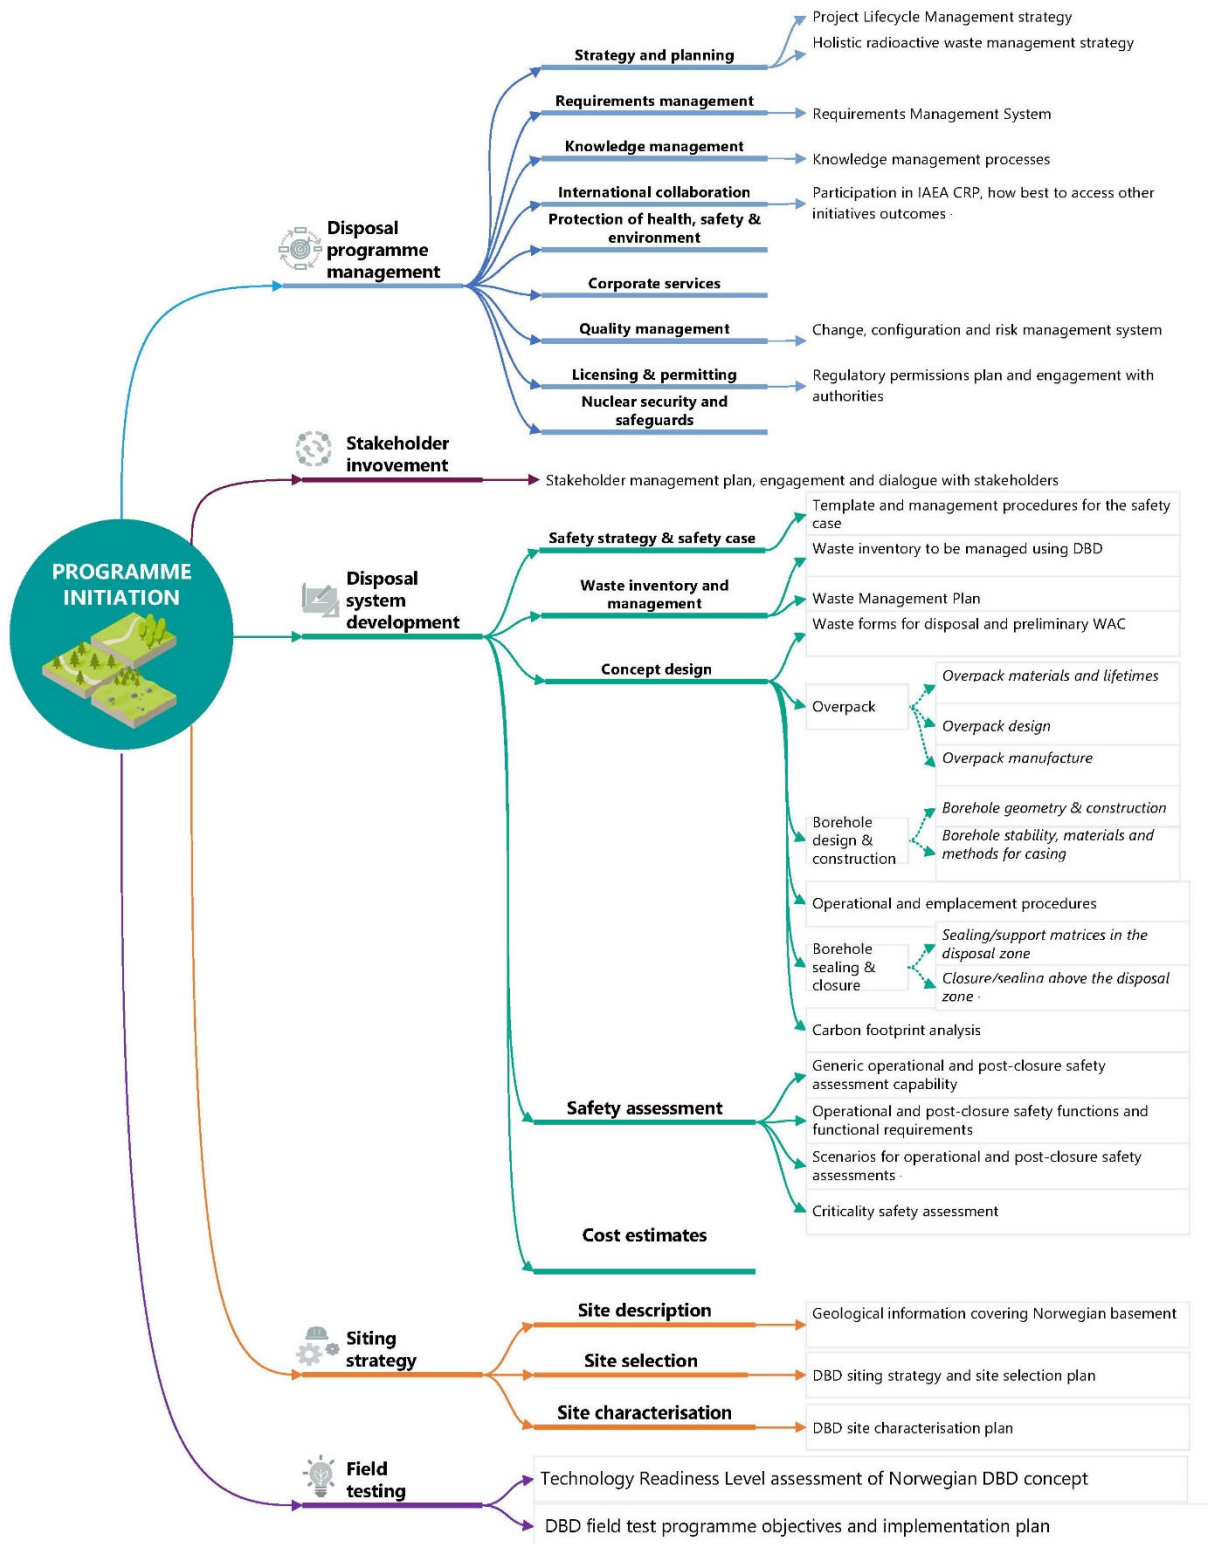 PROGRAMME
INITIATION
Disposal
programme
management
Strategy and planning
Project Lifecycle Management strategy
Holistic radioactive waste management strategy
Requirements management
Requirements Management System
Knowledge management
Knowledge management processes
International collaboration
Participation in IAEA CRP, how best to access other
initiatives outcomes
Protection of health, safety &
environment
Corporate services
Quality management
Change, configuration and risk management system
Licensing & permitting
Regulatory permissions plan and engagement with
authorities
Nuclear security and
safeguards
Stakeholder
invovement
Stakeholder management plan, engagement and dialogue with stakeholders
Disposal
system
development
Safety strategy & safety case
Template and management procedures for the safety
case
Waste inventory and
management
Waste inventory to be managed using DBD
Waste Management Plan
Concept design
Waste forms for disposal and preliminary WAC
Overpack
Overpack materials and lifetimes
Overpack design
Overpack manufacture
Borehole
design &
construction
Borehole geometry & construction
Borehole stability, materials and
methods for casing
Operational and emplacement procedures
Borehole
sealing &
closure
Sealing/support matrices in the
disposal zone
Closure/sealing above the disposal
zone
Carbon footprint analysis
Safety assessment
Generic operational and post-closure safety
assessment capability
Operational and post-closure safety functions and
functional requirements
Scenarios for operational and post-closure safety
assessments
Criticality safety assessment
Cost estimates
Siting
strategy
Site description
Geological information covering Norwegian basement
Site selection
DBD siting strategy and site selection plan
Site characterisation
DBD site characterisation plan
Field
testing
Technology Readiness Level assessment of Norwegian DBD concept
DBD field test programme objectives and implementation plan